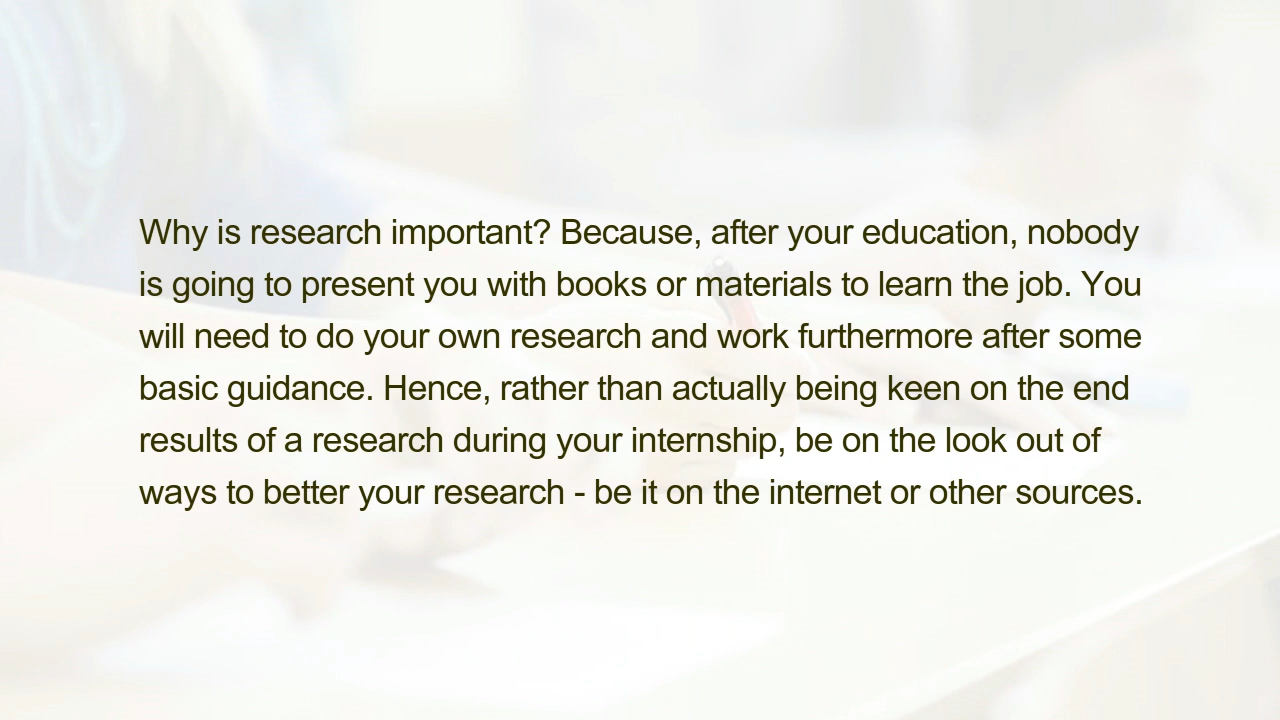 Why is research important? Because, after your education, nobody
is going to present you with books or materials to learn the job. You
will need to do your own research and work furthermore after some
basic guidance. Hence, rather than actually being keen on the end
results of a research during your internship, be on the look out of
ways to better your research - be it on the internet or other sources.